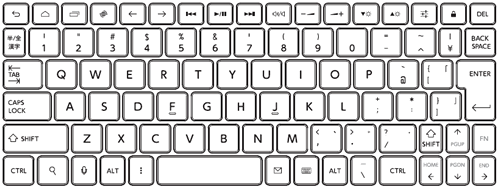 DEL
半/全 漢字 ! 1 " 2 # 3 $ 4 % 5 & 6 ' 7 ( 8 ) 9 0 = - ~ ^ | ¥ BACK SPACE
TAB Q W E R T Y U I O P ` @ { [ ENTER
CAPS LOCK A S D F G H J K L + ; * : } ]
SHIFT Z X C V B N M < , > . ? / SHIFT PGUP FN
CTRL ALT ALT \ CTRL HOME PGDN END